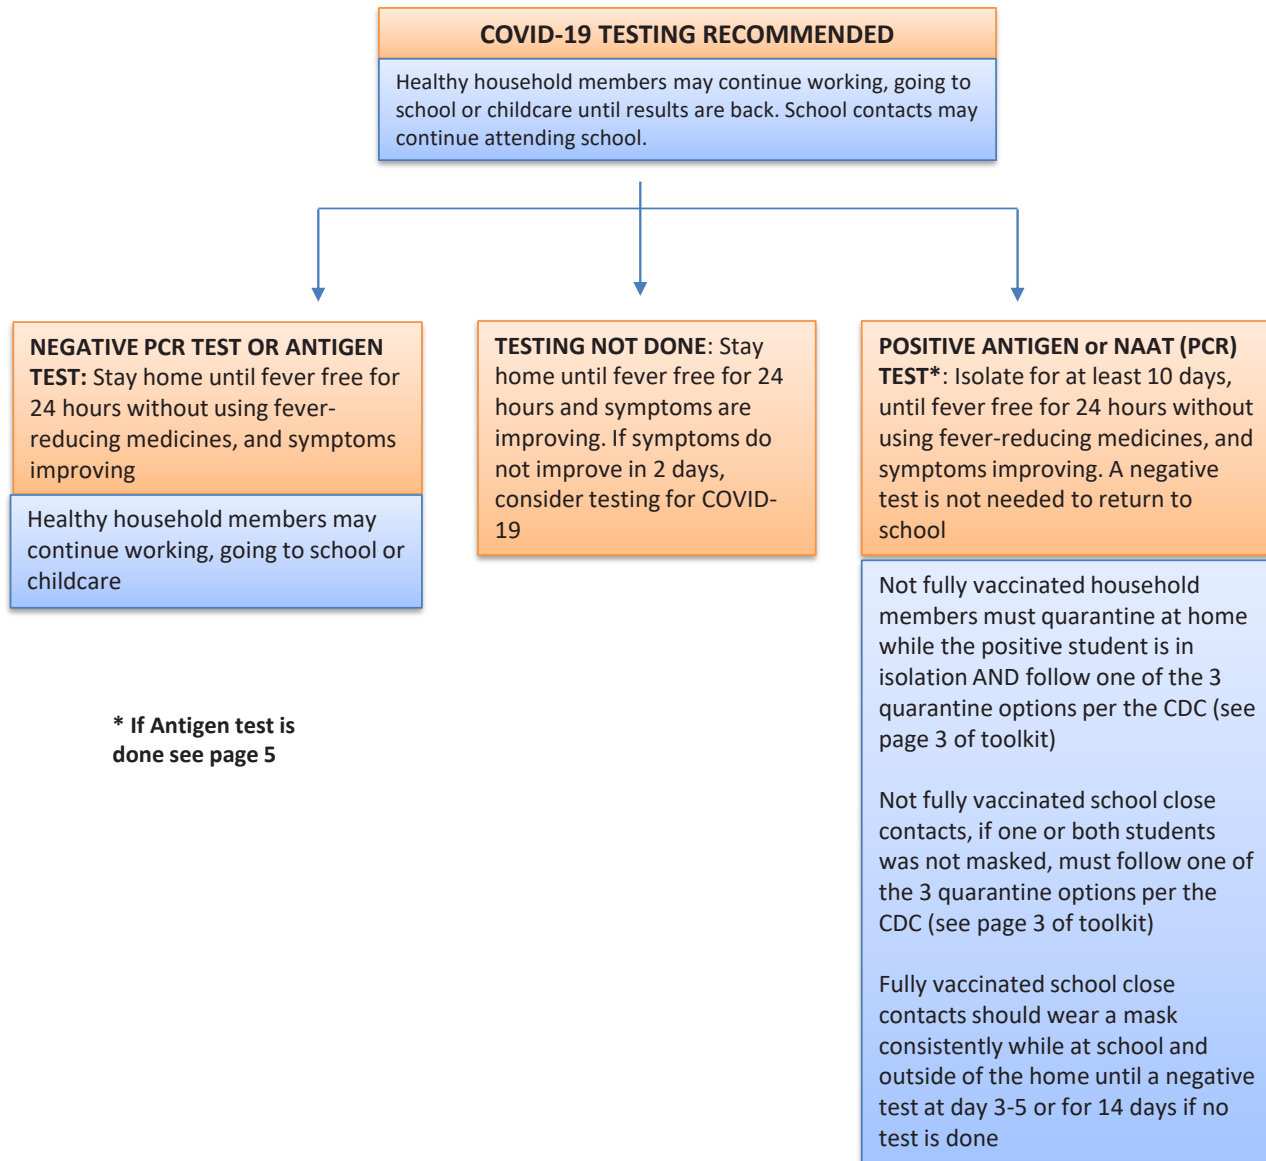 COVID-19 TESTING RECOMMENDED
Healthy household members may continue working, going to
school or childcare until results are back. School contacts may
continue attending school.
NEGATIVE PCR TEST OR ANTIGEN
TEST: Stay home until fever free for
24 hours without using fever-
reducing medicines, and symptoms
improving
Healthy household members may
continue working, going to school or
childcare
* If Antigen test is
done see page 5
TESTING NOT DONE: Stay
home until fever free for 24
hours and symptoms are
improving. If symptoms do
not improve in 2 days,
consider testing for COVID-
19
POSITIVE ANTIGEN or NAAT (PCR)
TEST*: Isolate for at least 10 days,
until fever free for 24 hours without
using fever-reducing medicines, and
symptoms improving. A negative
test is not needed to return to
school
Not fully vaccinated household
members must quarantine at home
while the positive student is in
isolation AND follow one of the 3
quarantine options per the CDC (see
page 3 of toolkit)
Not fully vaccinated school close
contacts, if one or both students
was not masked, must follow one of
the 3 quarantine options per the
CDC (see page 3 of toolkit)
Fully vaccinated school close
contacts should wear a mask
consistently while at school and
outside of the home until a negative
test at day 3-5 or for 14 days if no
test is done